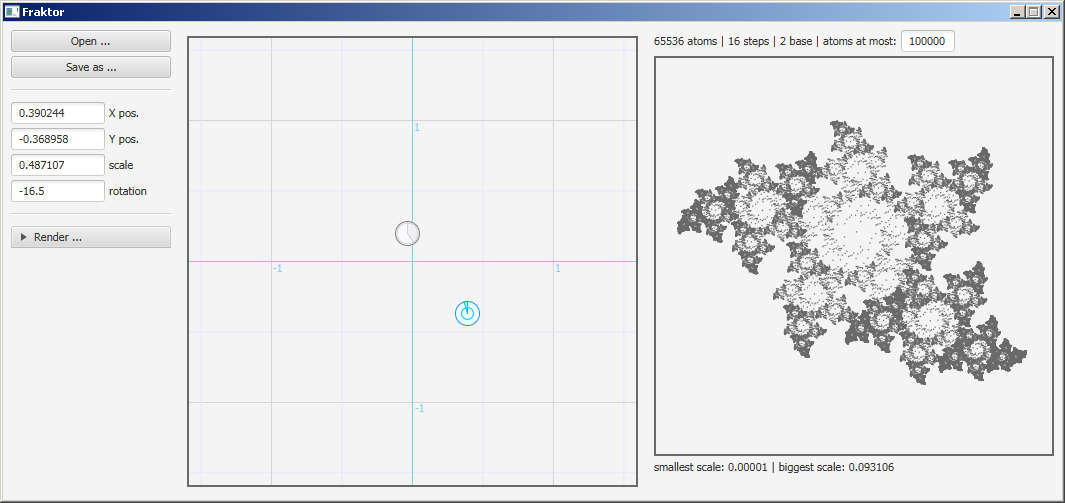 Fraktor
Open ...
Save as ...
0.390244 X pos.
-0.368958 Y pos.
0.487107 scale
-16.5 rotation
Render ...
1
-1
1
-1
65536 atoms | 16 steps | 2 base | atoms at most: 100000
smallest scale: 0.00001 | biggest scale: 0.093106